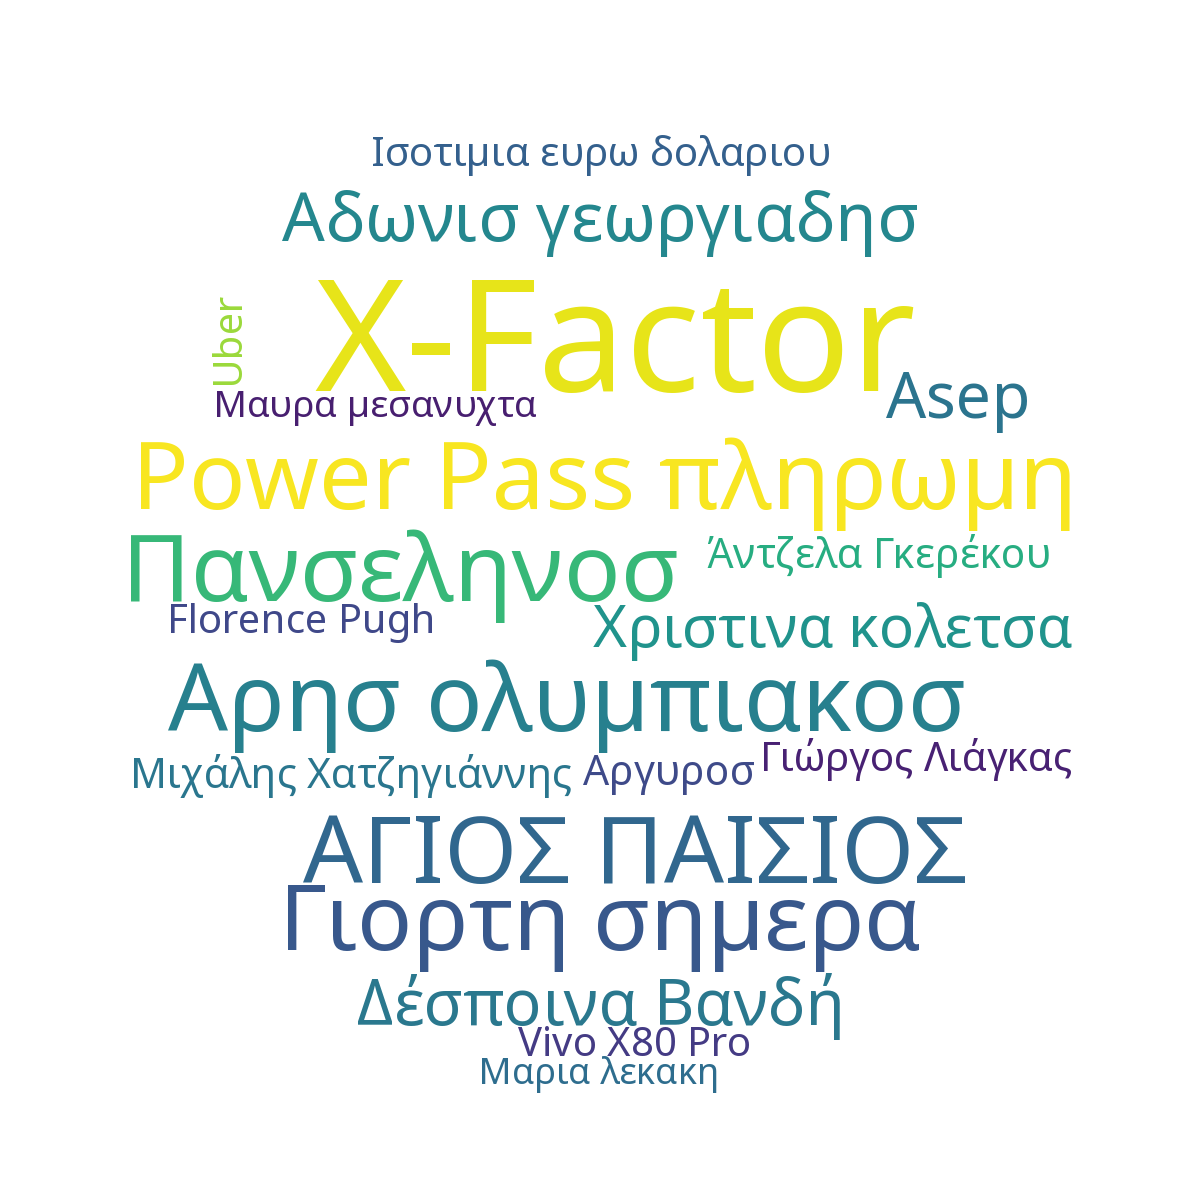 Ισοτιμια ευρω δολαριου
Αδωνισ γεωργιαδησ
Uber
X-Factor
Μαυρα μεσανυχτα
Asep
Power Pass πληρωμη
Πανσεληνοσ
Άντζελα Γκερέκου
Florence Pugh
Χριστινα κολετσα
Αρησ ολυμπιακοσ
Μιχάλης Χατζηγιάννης
Αργυροσ
Γιώργος Λιάγκας
ΑΓΙΟΣ ΠΑΙΣΙΟΣ
Γιορτη σημερα
Δέσποινα Βανδή
Vivo X80 Pro
Μαρια λεκακη